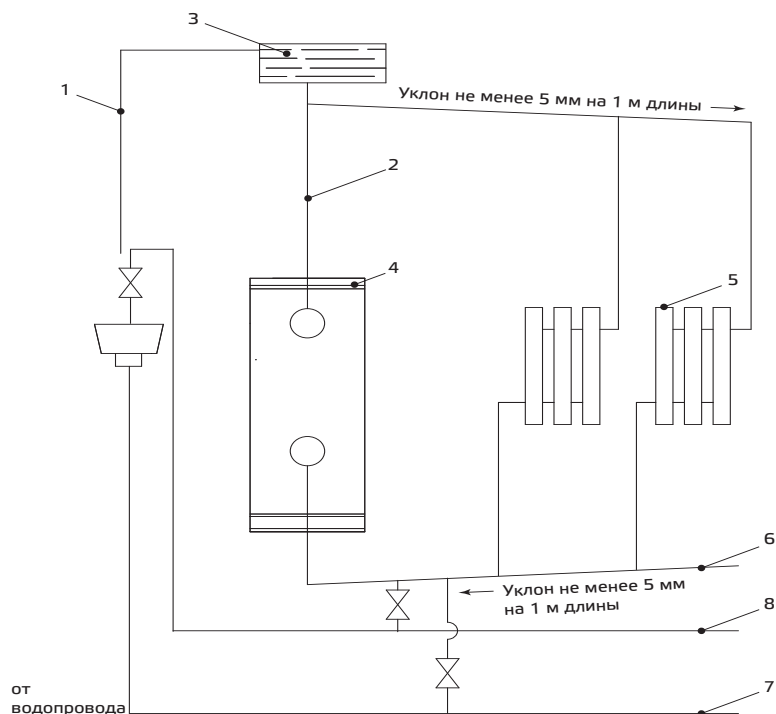 3
Уклон не менее 5 мм на 1 м длины
1
2
4
5
6
Уклон не менее 5 мм
на 1 м длины
8
от
водопровода
7